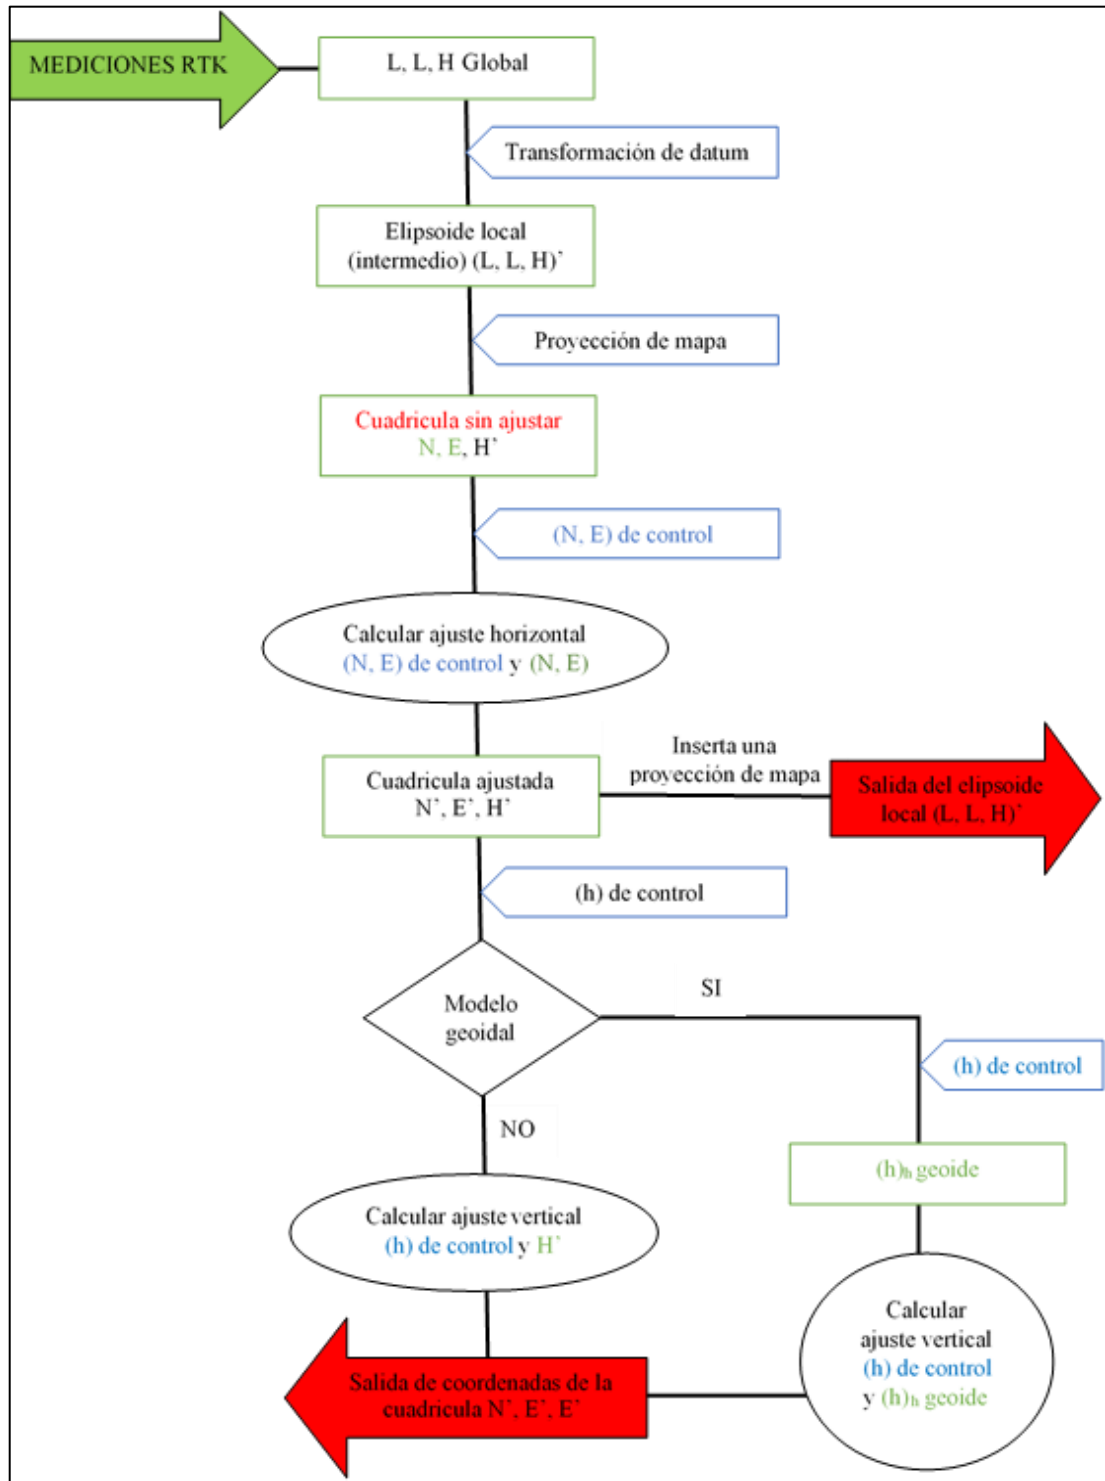 MEDICIONES RTK
L, L, H Global
Transformación de datum
Elipsoide local
(intermedio) (L, L, H)`
Proyección de mapa
Cuadricula sin ajustar
N, E, H`
(N, E) de control
Calcular ajuste horizontal
(N, E) de control y (N, E)
Cuadricula ajustada
N`, E`, H`
Inserta una
proyección de mapa
Salida del elipsoide
local (L, L, H)`
(h) de control
Modelo
geoidal
SI
NO
(h) de control
(h)ₕ geoide
Calcular ajuste vertical
(h) de control y H`
Calcular
ajuste vertical
(h) de control
y (h)ₕ geoide
Salida de coordenadas de la
cuadricula N`, E`, E`